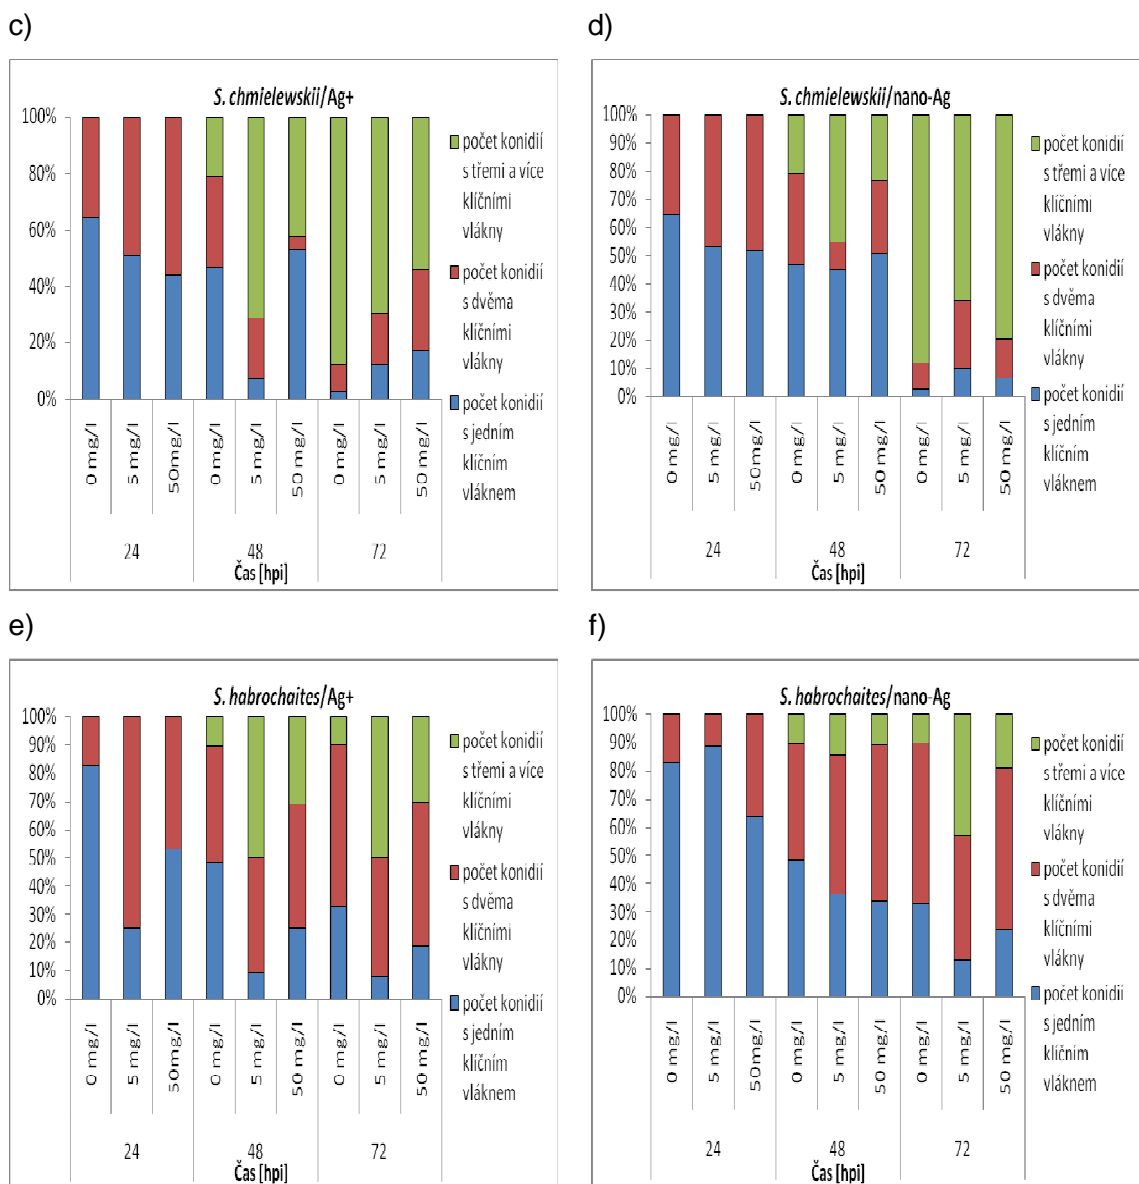 c)
S. chmielewskii/Ag+
100%
80%
60%
40%
20%
0%
0 mg/l
5 mg/l
50mg/l
0 mg/l
5 mg/l
50 mg/l
0 mg/l
5 mg/l
50 mg/l
24
48
72
Čas [hpi]
počet konidií
s třemi a více
klíčními
vlákny
počet konidií
s dvěma
klíčními
vlákny
počet konidií
s jedním
klíčním
vláknem
d)
S. chmielewskii/nano-Ag
100%
90%
80%
70%
60%
50%
40%
30%
20%
10%
0%
0 mg/l
5 mg/l
50mg/l
0 mg/l
5 mg/l
50 mg/l
0 mg/l
5 mg/l
50 mg/l
24
48
72
Čas [hpi]
počet konidií
s třemi a více
klíčními
vlákny
počet konidií
s dvěma
klíčními
vlákny
počet konidií
s jedním
klíčním
vláknem
e)
S. habrochaites/Ag+
100%
90%
80%
70%
60%
50%
40%
30%
20%
10%
0%
0 mg/l
5 mg/l
50mg/l
0 mg/l
5 mg/l
50 mg/l
0 mg/l
5 mg/l
50 mg/l
24
48
72
Čas [hpi]
počet konidií
s třemi a více
klíčními
vlákny
počet konidií
s dvěma
klíčními
vlákny
počet konidií
s jedním
klíčním
vláknem
f)
S. habrochaites/nano-Ag
100%
90%
80%
70%
60%
50%
40%
30%
20%
10%
0%
0 mg/l
5 mg/l
50mg/l
0 mg/l
5 mg/l
50 mg/l
0 mg/l
5 mg/l
50 mg/l
24
48
72
Čas [hpi]
počet konidií
s třemi a více
klíčními
vlákny
počet konidií
s dvěma
klíčními
vlákny
počet konidií
s jedním
klíčním
vláknem